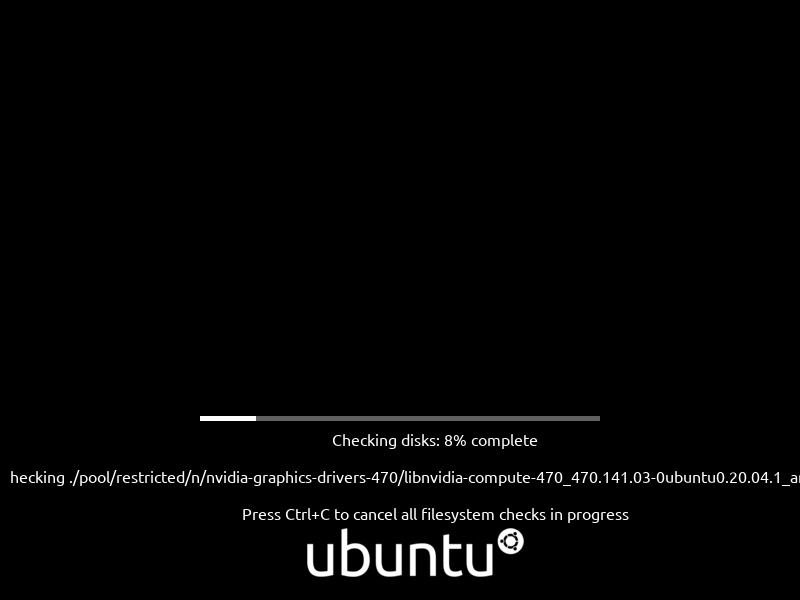 Checking disks: 8% complete
hecking ./pool/restricted/n/nvidia-graphics-drivers-470/libnvidia-compute-470_470.141.03-0ubuntu0.20.04.1_a
Press Ctrl+C to cancel all filesystem checks in progress
ubuntu